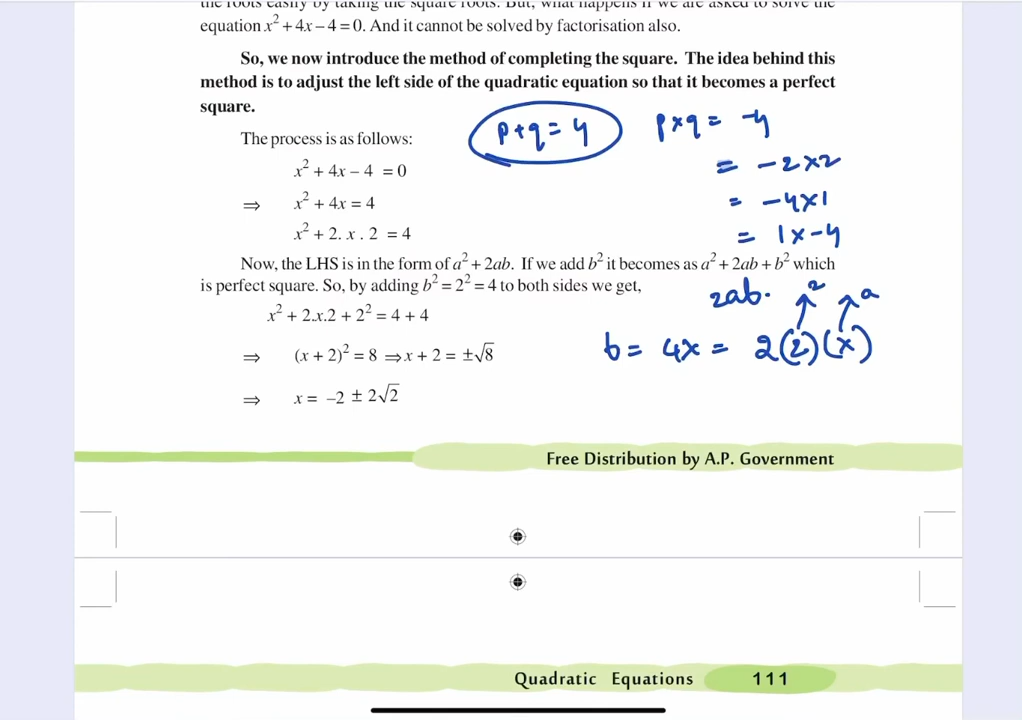 the roots easily by taking the square roots. But, what happens if we are asked to solve the
equation x² + 4x – 4 = 0. And it cannot be solved by factorisation also.
So, we now introduce the method of completing the square. The idea behind this
method is to adjust the left side of the quadratic equation so that it becomes a perfect
square.
p+q = 4
p×q = -4
The process is as follows:
= -2×2
x² + 4x – 4 = 0
= -4×1
⇒ x² + 4x = 4
= 1×-4
x² + 2. x . 2 = 4
Now, the LHS is in the form of a² + 2ab. If we add b² it becomes as a² + 2ab + b² which
is perfect square. So, by adding b² = 2² = 4 to both sides we get,
2ab. ↑2 ↑a
x² + 2.x.2 + 2² = 4 + 4
b = 4x = 2(2)(x)
⇒ (x + 2)² = 8 ⇒ x + 2 = ±√8
⇒ x = –2 ± 2√2
Free Distribution by A.P. Government
Quadratic Equations 111